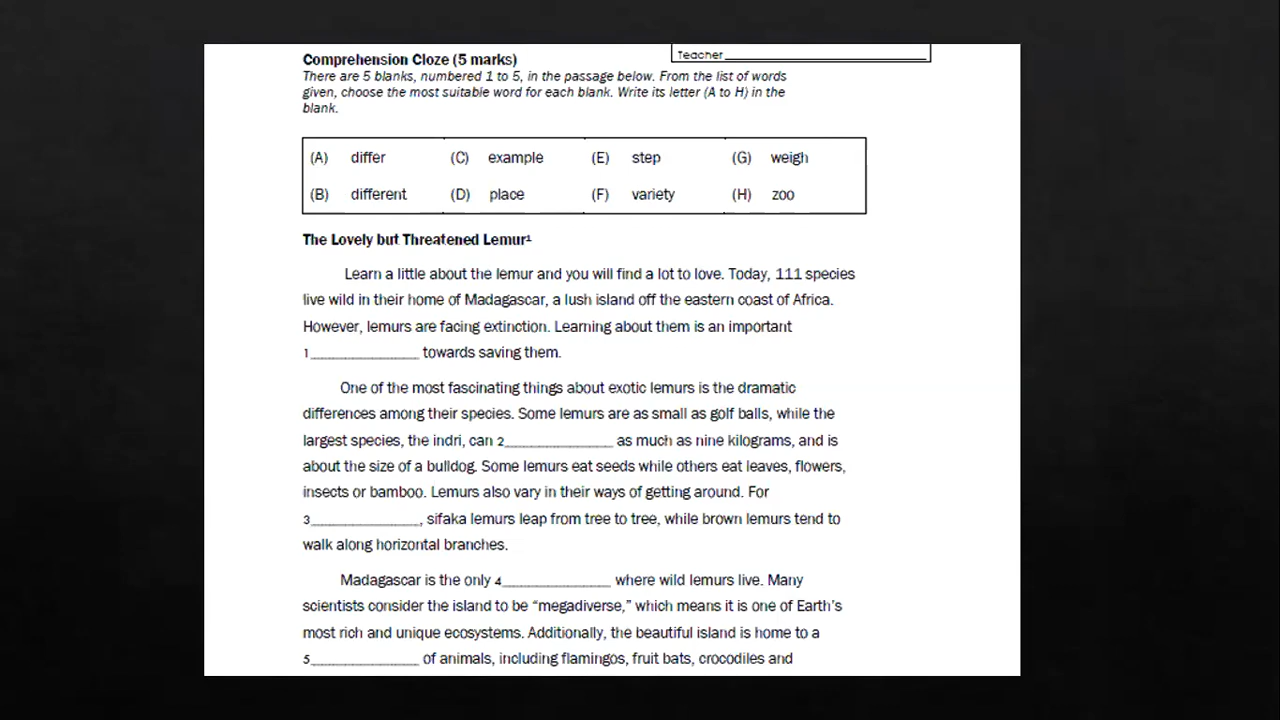 Teacher
Comprehension Cloze (5 marks)
There are 5 blanks, numbered 1 to 5, in the passage below. From the list of words
given, choose the most suitable word for each blank. Write its letter (A to H) in the
blank.
(A) differ (C) example (E) step (G) weigh
(B) different (D) place (F) variety (H) zoo
The Lovely but Threatened Lemur¹
Learn a little about the lemur and you will find a lot to love. Today, 111 species
live wild in their home of Madagascar, a lush island off the eastern coast of Africa.
However, lemurs are facing extinction. Learning about them is an important
1_______________ towards saving them.
One of the most fascinating things about exotic lemurs is the dramatic
differences among their species. Some lemurs are as small as golf balls, while the
largest species, the indri, can 2_______________ as much as nine kilograms, and is
about the size of a bulldog. Some lemurs eat seeds while others eat leaves, flowers,
insects or bamboo. Lemurs also vary in their ways of getting around. For
3_______________, sifaka lemurs leap from tree to tree, while brown lemurs tend to
walk along horizontal branches.
Madagascar is the only 4_______________ where wild lemurs live. Many
scientists consider the island to be “megadiverse,” which means it is one of Earth’s
most rich and unique ecosystems. Additionally, the beautiful island is home to a
5_______________ of animals, including flamingos, fruit bats, crocodiles and